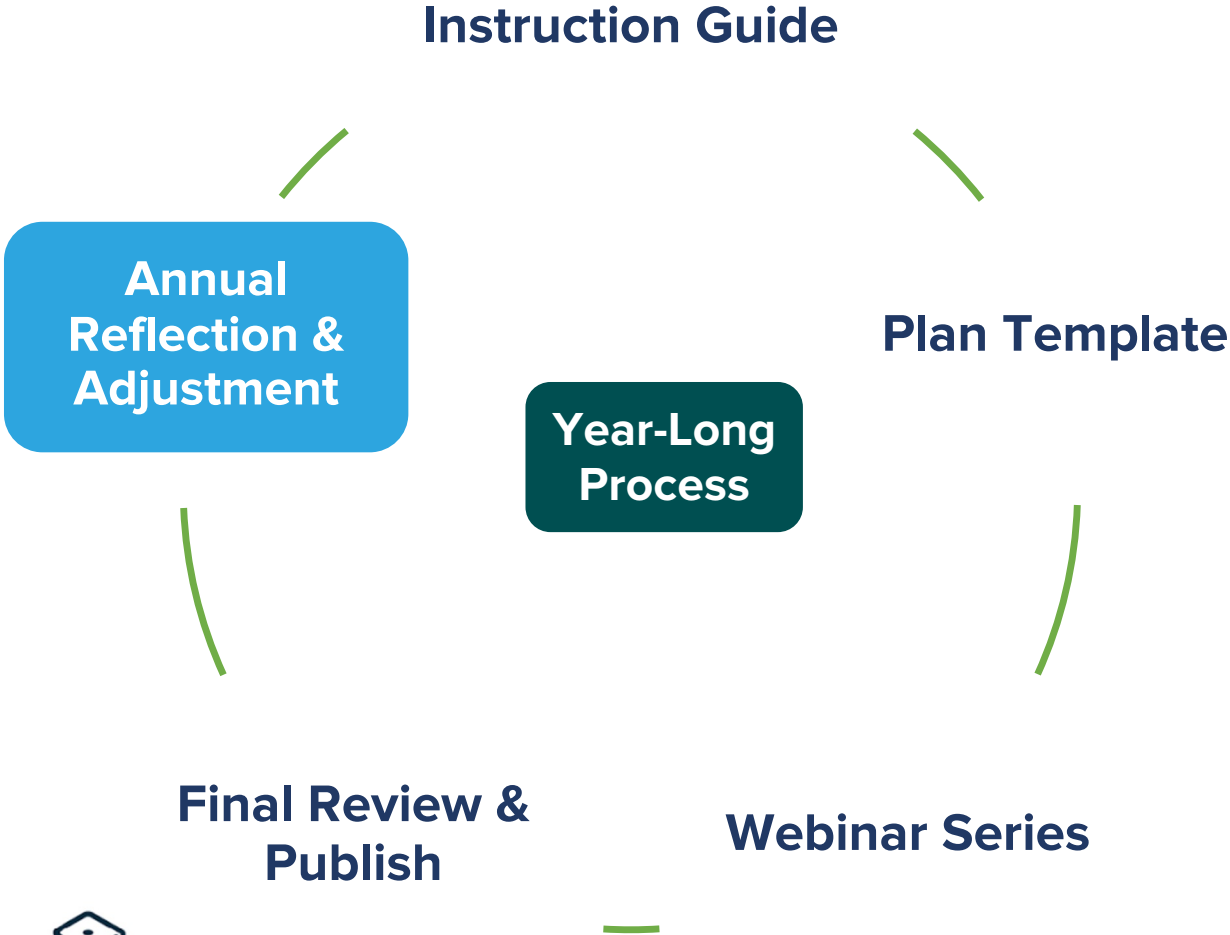 Instruction Guide
Annual
Reflection &
Adjustment
Plan Template
Year-Long
Process
Final Review &
Publish
Webinar Series